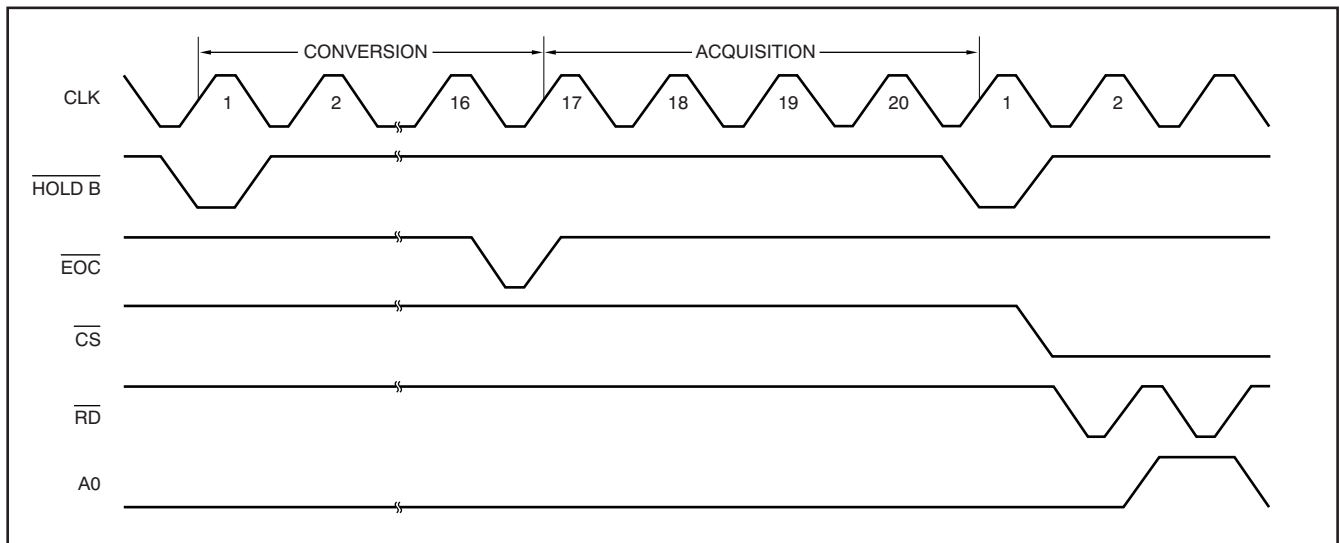 CONVERSION ACQUISITION
CLK 1 2 16 17 18 19 20 1 2
HOLD B
EOC
CS
RD
A0